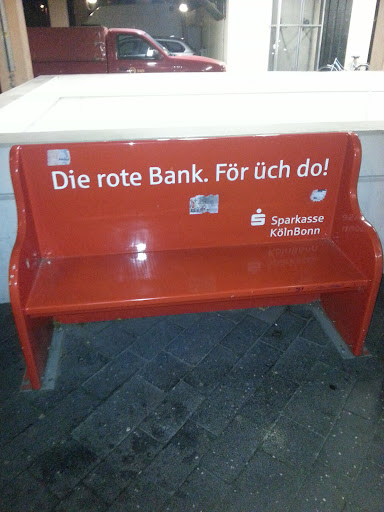 Die rote Bank. För üch do!
Sparkasse
KölnBonn